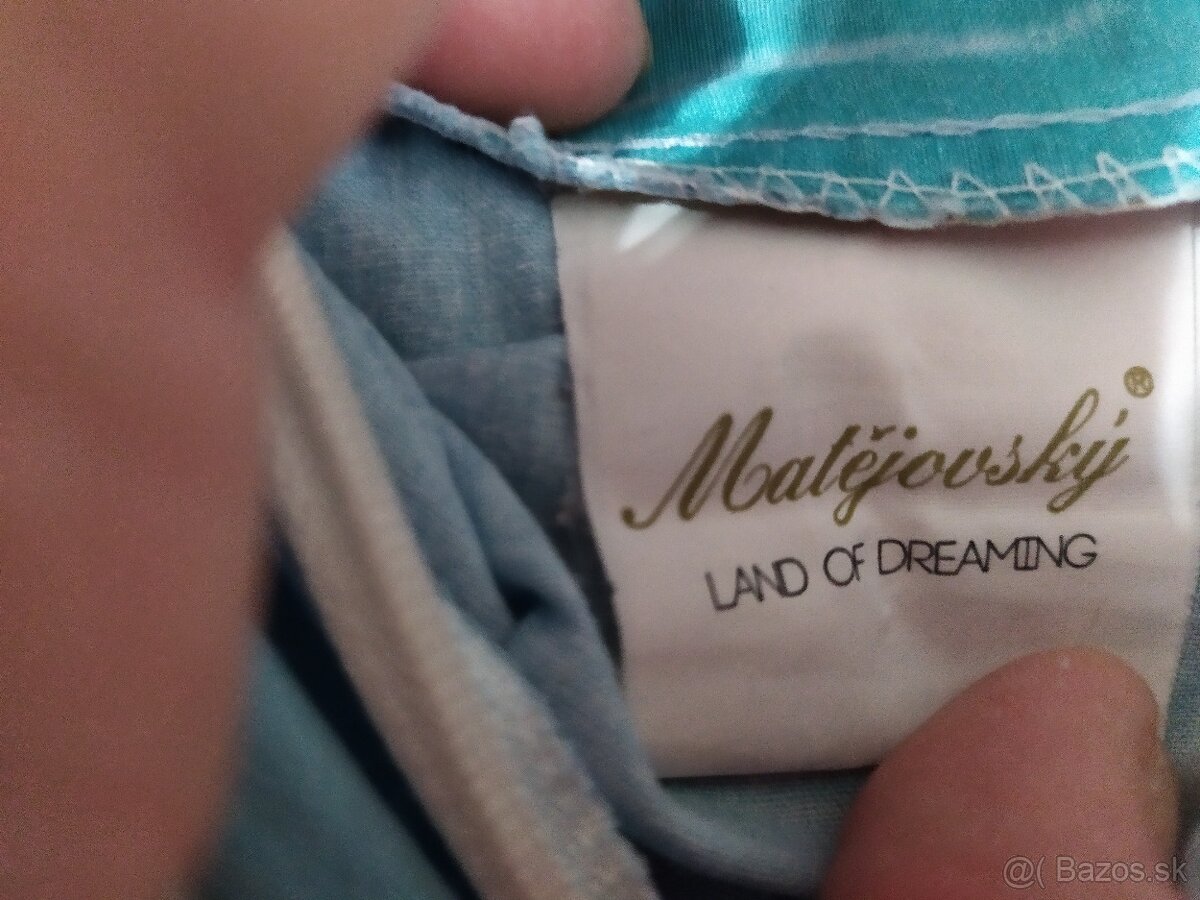 Matějovský®
LAND OF DREAMING
@( Bazos.sk